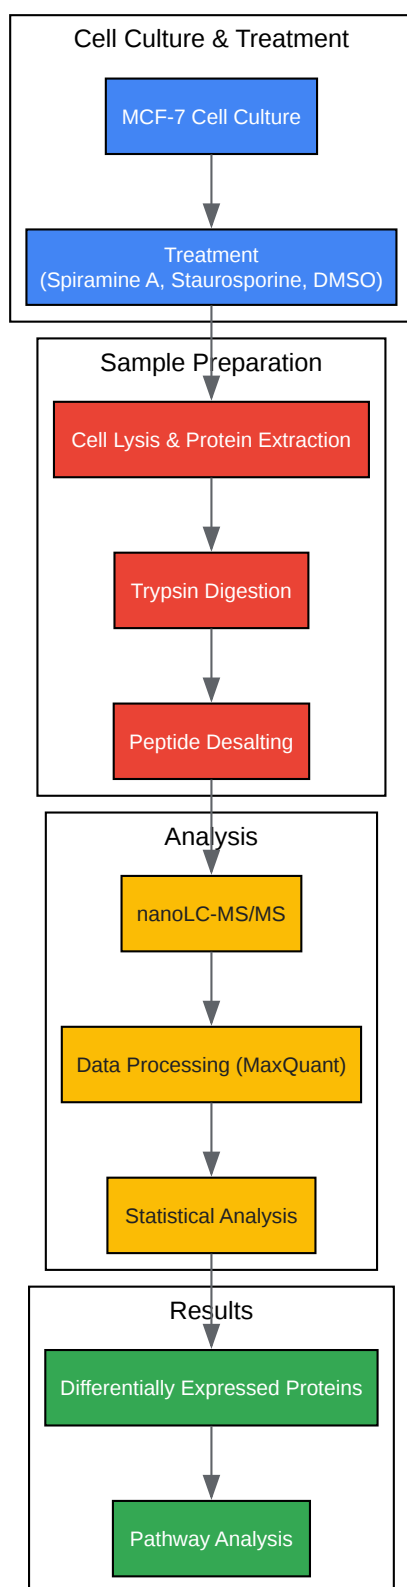 Cell Culture & Treatment
MCF-7 Cell Culture
Treatment
(Spiramine A, Staurosporine, DMSO)
Sample Preparation
Cell Lysis & Protein Extraction
Trypsin Digestion
Peptide Desalting
Analysis
nanoLC-MS/MS
Data Processing (MaxQuant)
Statistical Analysis
Results
Differentially Expressed Proteins
Pathway Analysis